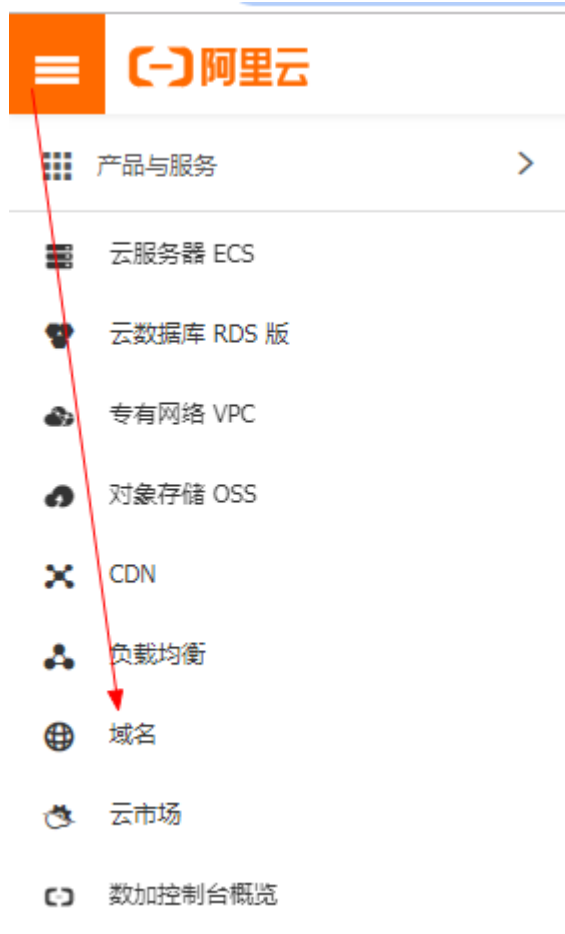 阿里云
产品与服务
云服务器 ECS
云数据库 RDS 版
专有网络 VPC
对象存储 OSS
CDN
负载均衡
域名
云市场
数加控制台概览